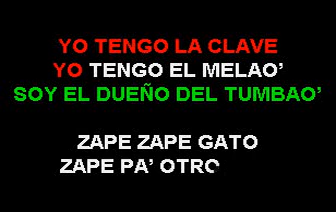 YO TENGO LA CLAVE
YO TENGO EL MELAO’
SOY EL DUEÑO DEL TUMBAO’
ZAPE ZAPE GATO
ZAPE PA’ OTRO